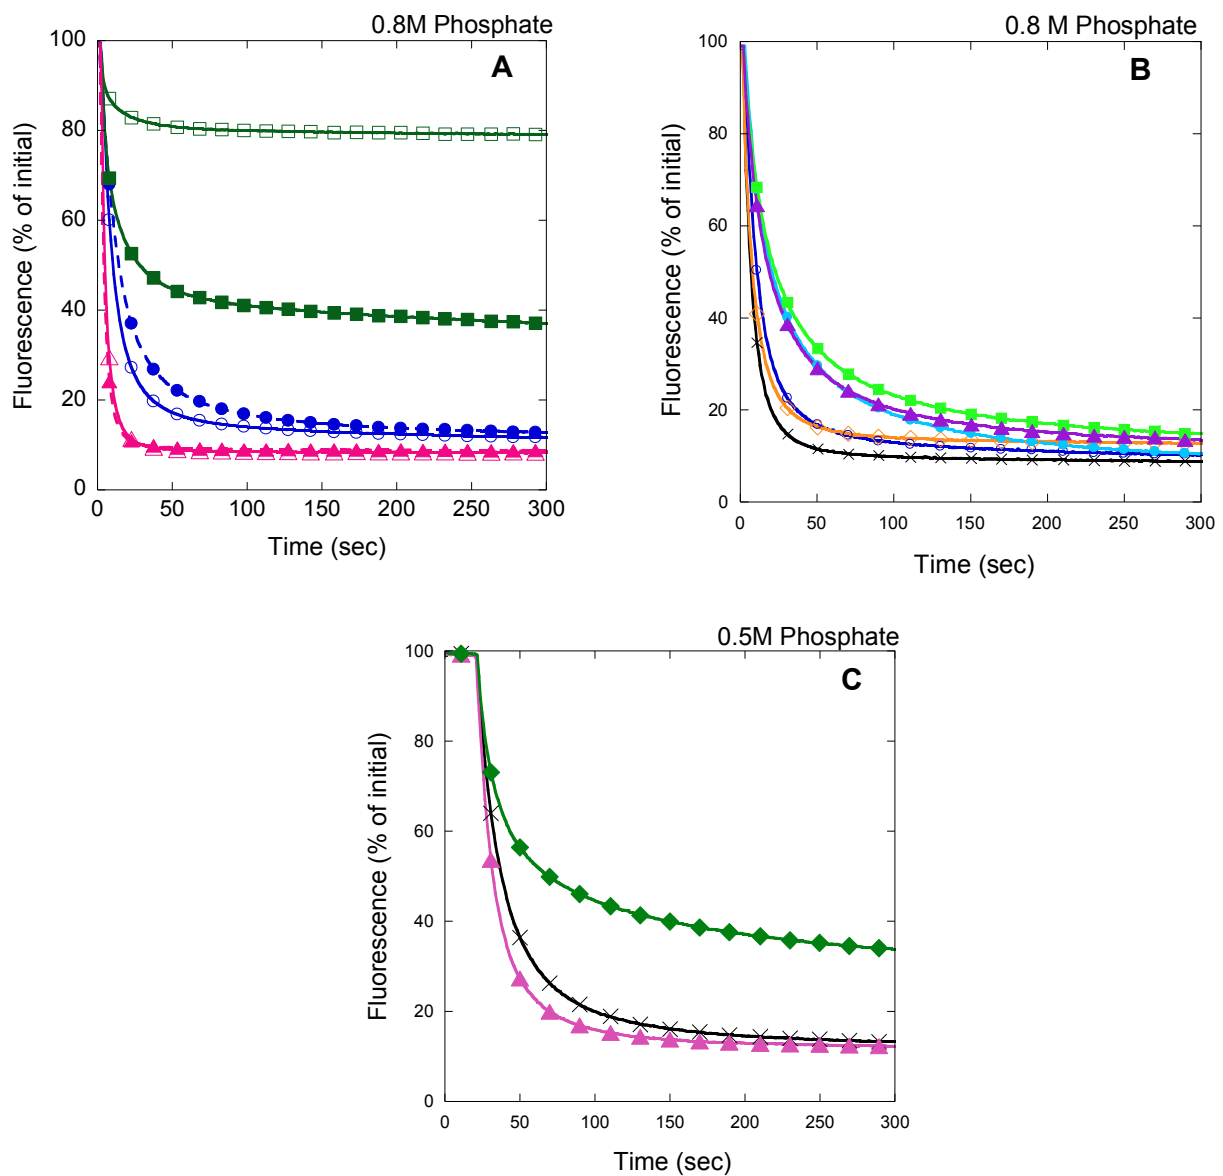 0.8M Phosphate
A
100
80
60
40
20
0
Fluorescence (% of initial)
0 50 100 150 200 250 300
Time (sec)
0.8 M Phosphate
B
100
80
60
40
20
0
Fluorescence (% of initial)
0 50 100 150 200 250 300
Time (sec)
0.5M Phosphate
C
100
80
60
40
20
0
Fluorescence (% of initial)
0 50 100 150 200 250 300
Time (sec)